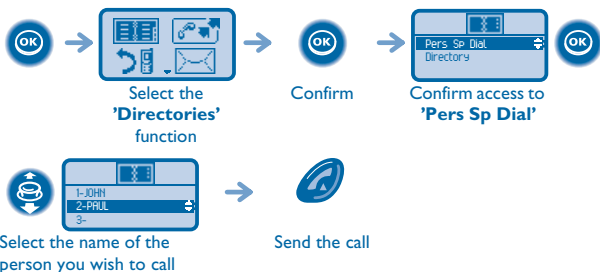 OK
OK
Pers Sp Dial
Directory
OK
Select the
’Directories’
function
Confirm
Confirm access to
’Pers Sp Dial’
1-JOHN
2-PAUL
3-
Select the name of the
person you wish to call
Send the call